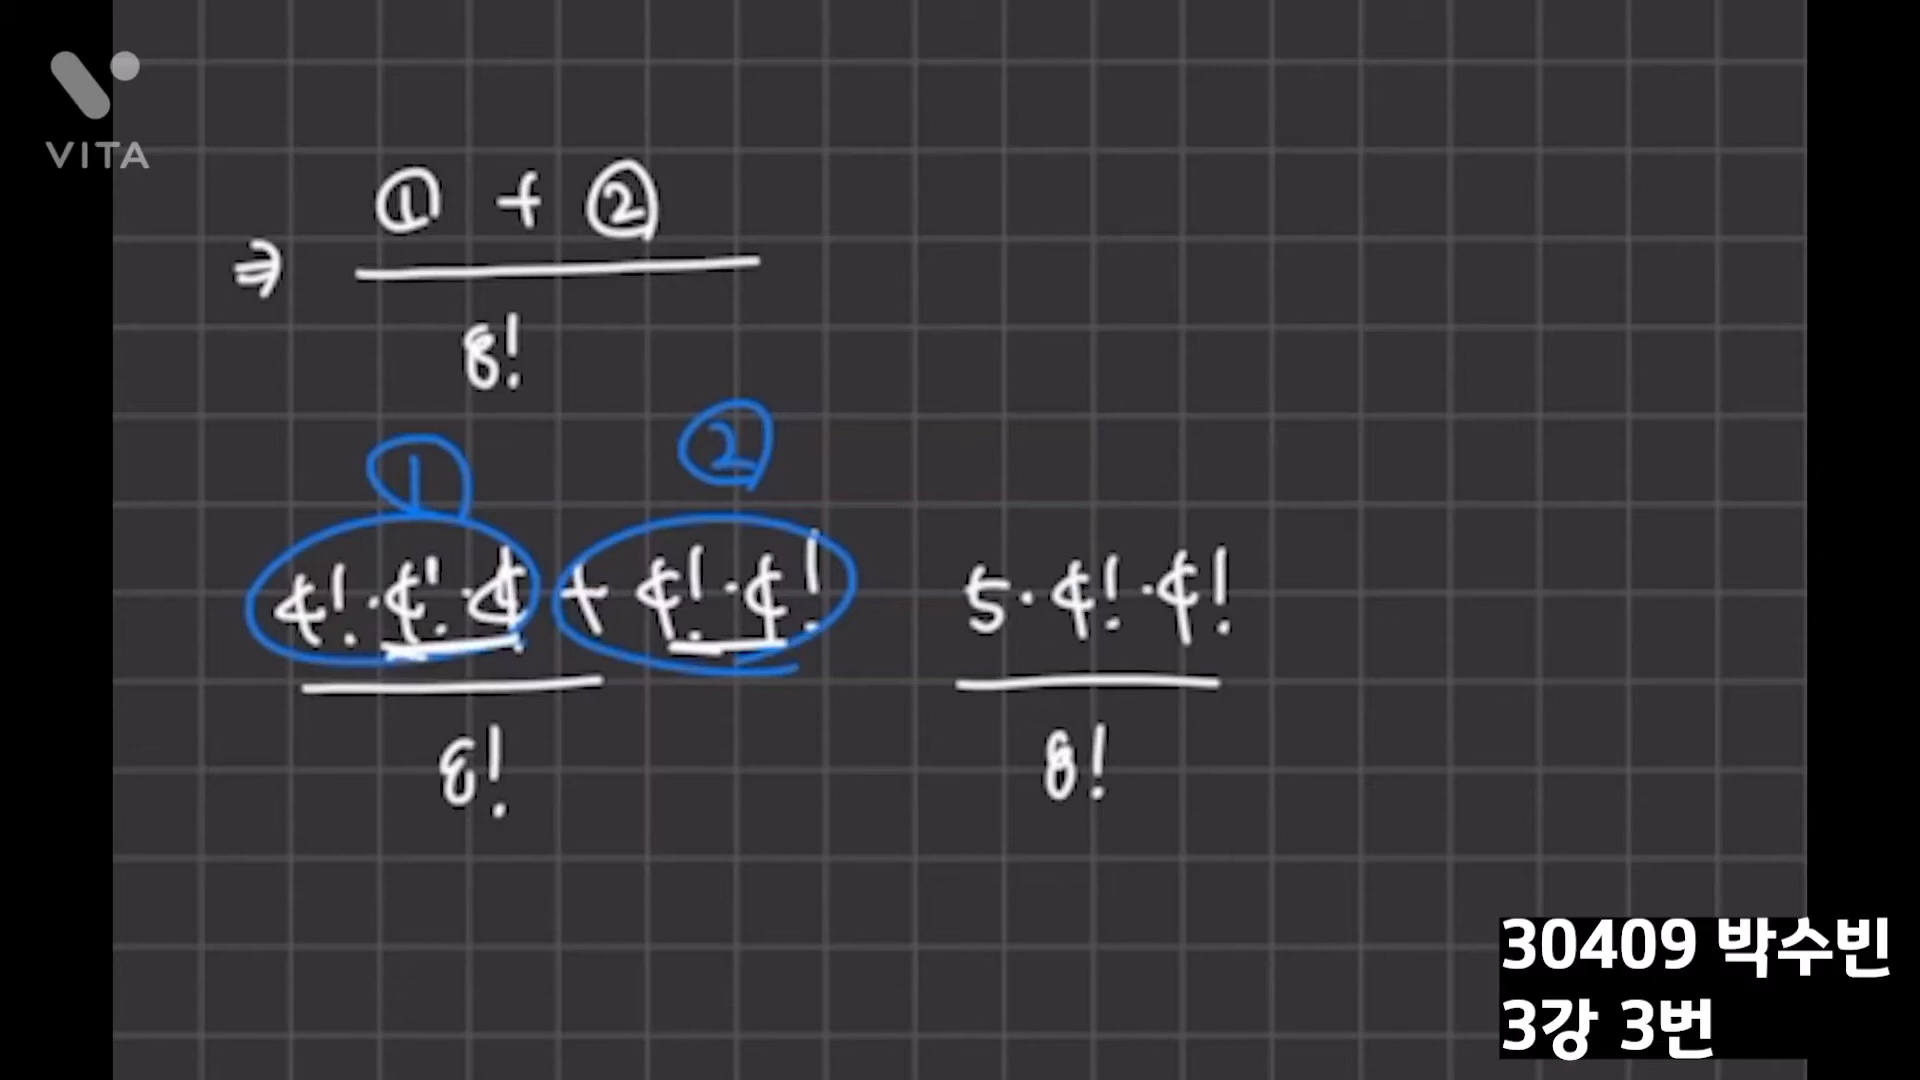 VITA
① + ②
⇒ ―――
8!
① ②
4! · 4! · 4 + 4! · 4!
―――
8!
5 · 4! · 4!
―――
8!
30409 박수빈
3강 3번